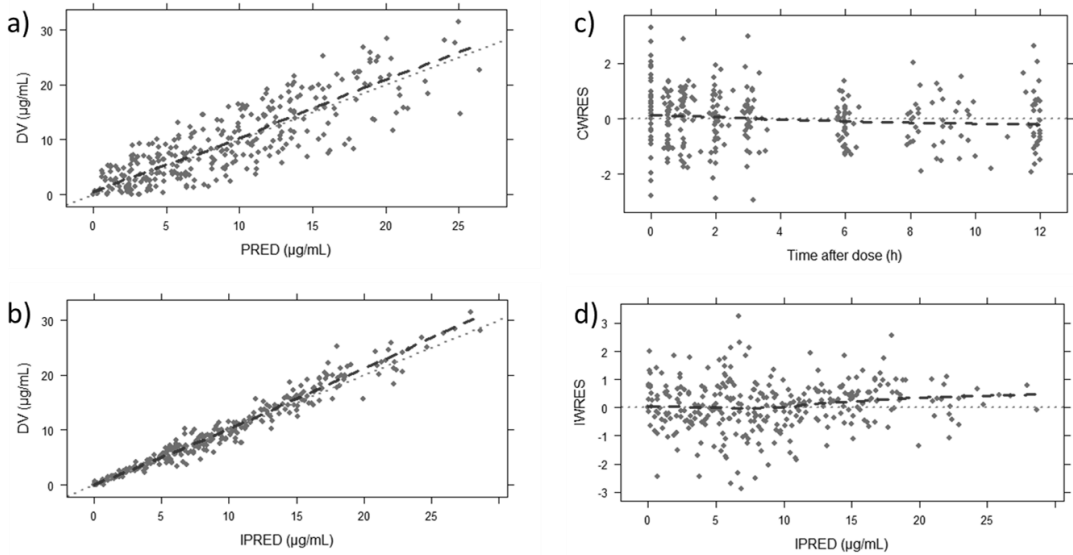 a)
DV (µg/mL)
30
20
10
0
0 5 10 15 20 25
PRED (µg/mL)
b)
DV (µg/mL)
30
20
10
0
0 5 10 15 20 25
IPRED (µg/mL)
c)
CWRES
2
0
-2
0 2 4 6 8 10 12
Time after dose (h)
d)
IWRES
3
2
1
0
-1
-2
-3
0 5 10 15 20 25
IPRED (µg/mL)